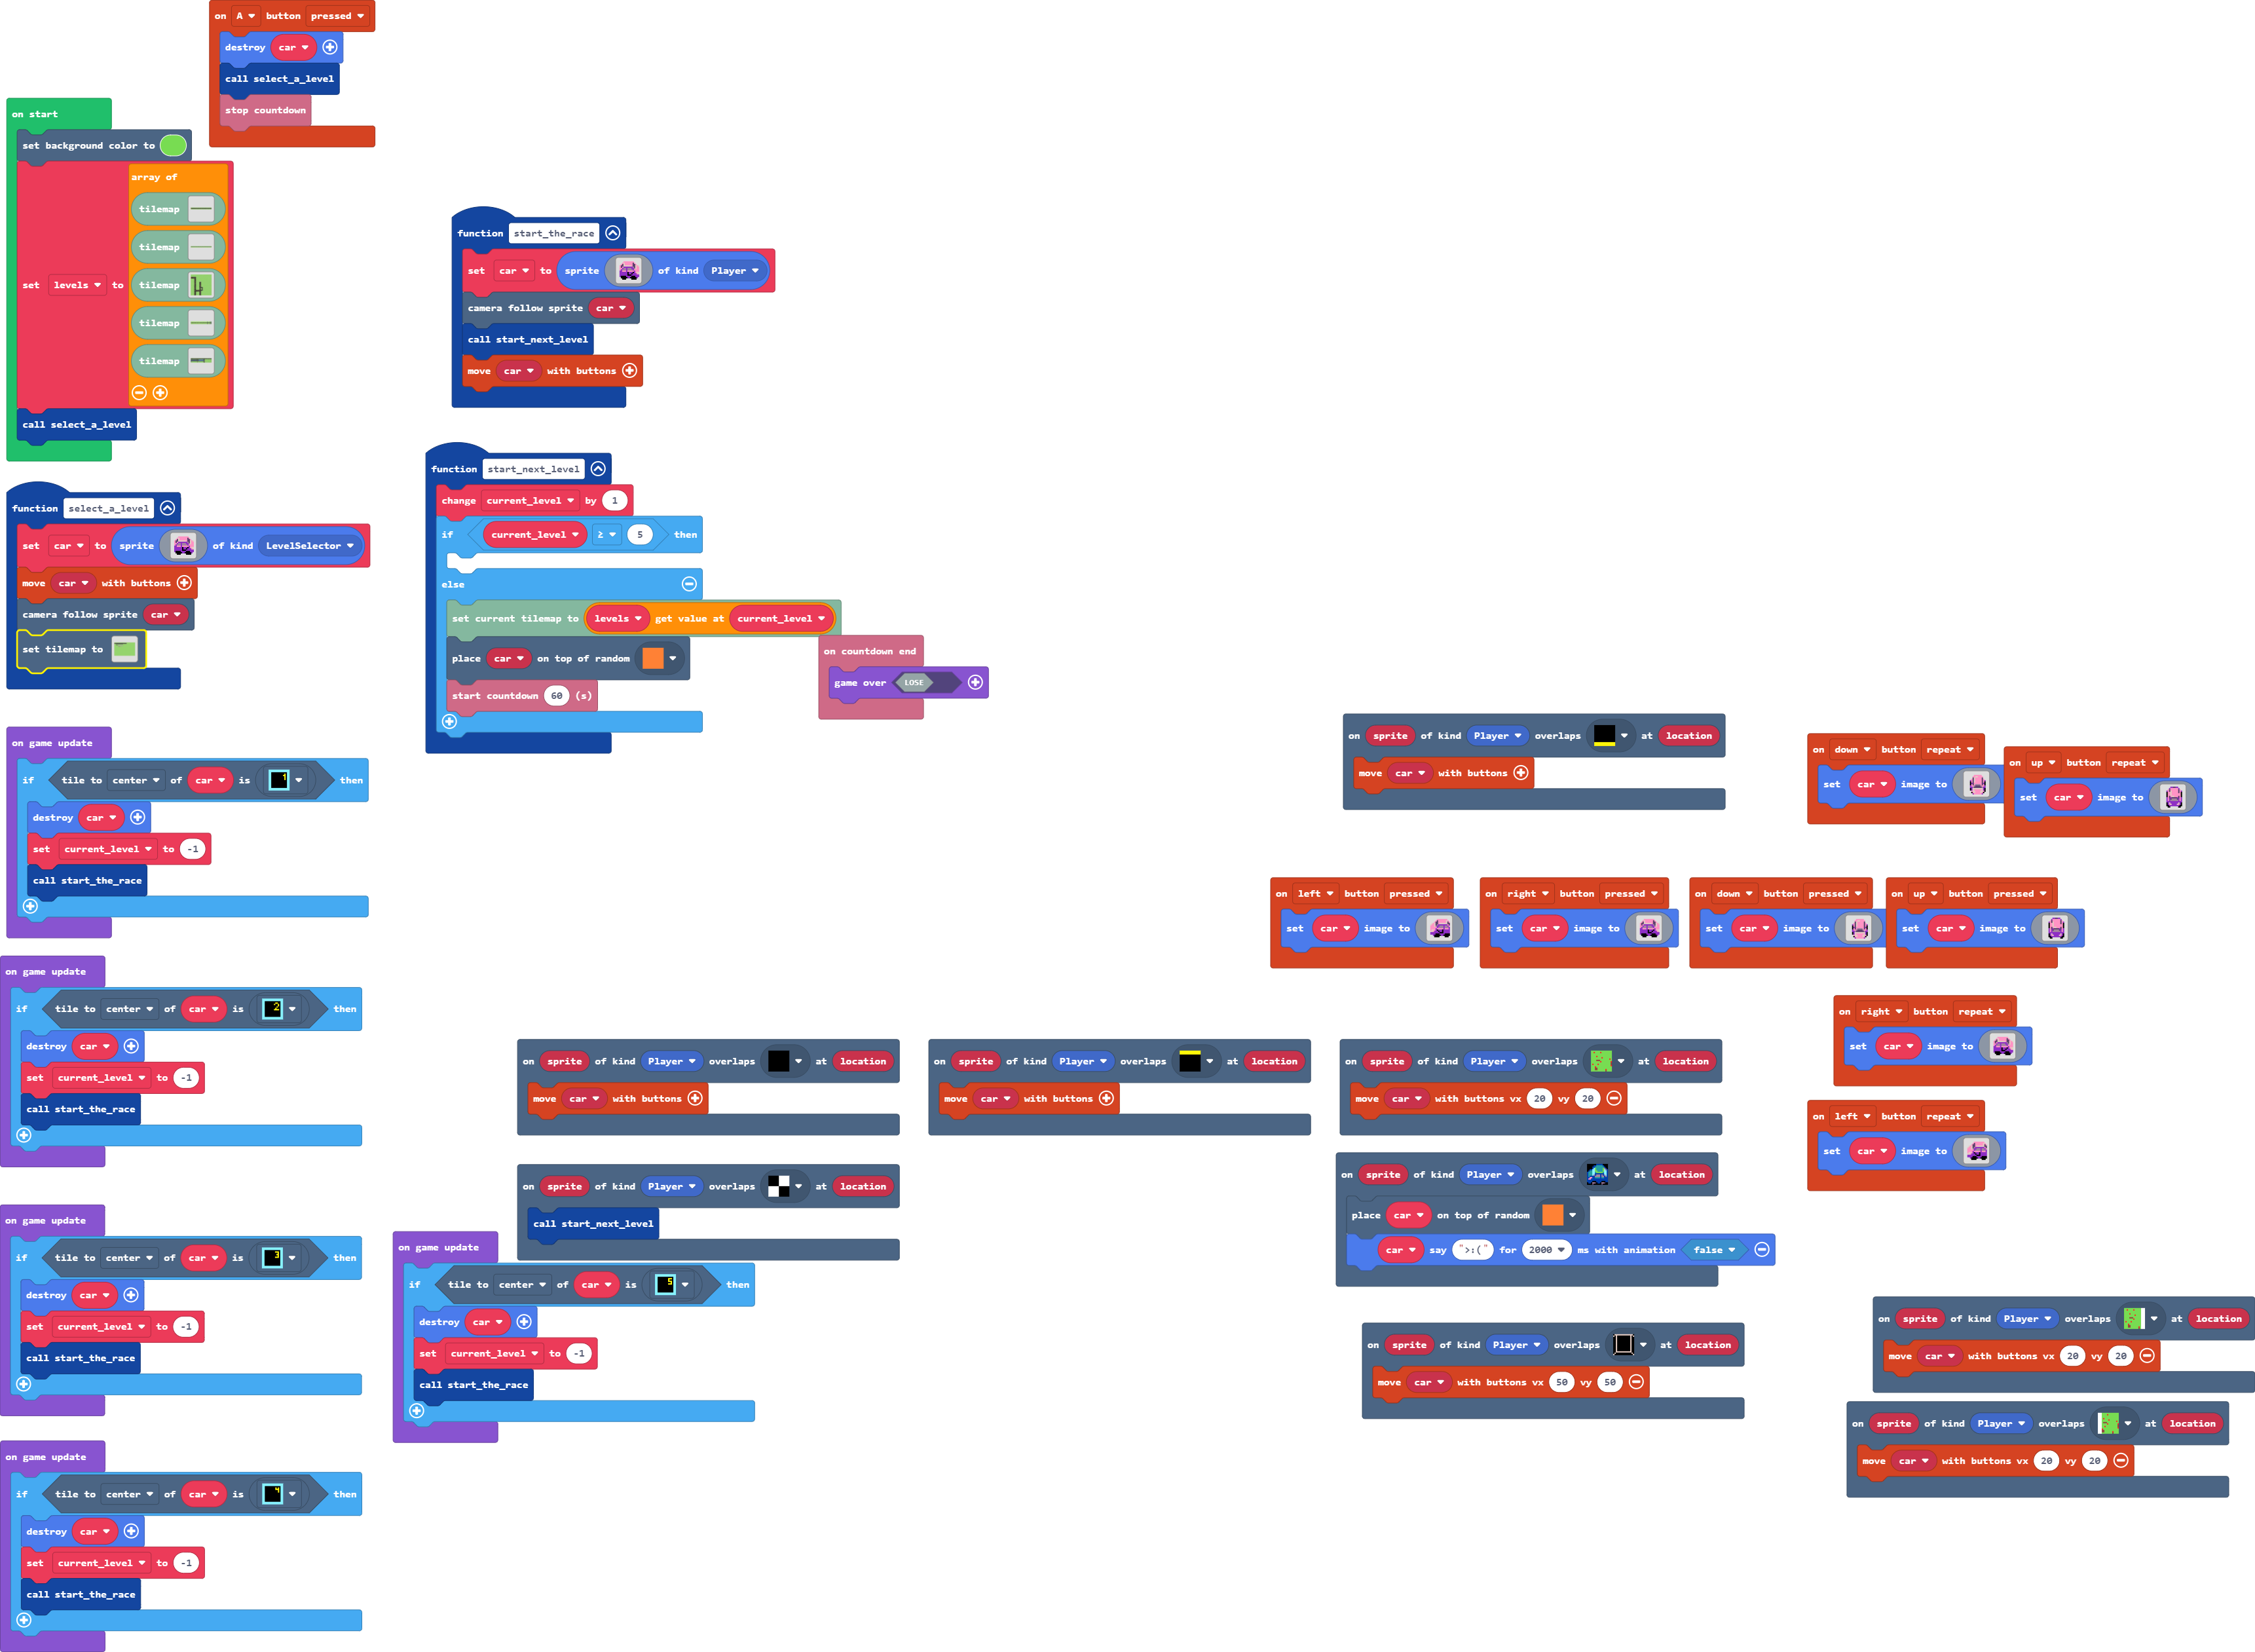 on A button pressed
destroy car
call select_a_level
stop countdown
on start
set background color to
array of
tilemap
tilemap
set levels to tilemap
tilemap
tilemap
call select_a_level
function start_the_race
set car to sprite of kind Player
camera follow sprite car
call start_next_level
move car with buttons
function start_next_level
change current_level by 1
if current_level ≥ 5 then
else
set current tilemap to levels get value at current_level
place car on top of random
start countdown 60 (s)
on countdown end
game over LOSE
function select_a_level
set car to sprite of kind LevelSelector
move car with buttons
camera follow sprite car
set tilemap to
on game update
if tile to center of car is 1 then
destroy car
set current_level to -1
call start_the_race
on game update
if tile to center of car is 2 then
destroy car
set current_level to -1
call start_the_race
on game update
if tile to center of car is 3 then
destroy car
set current_level to -1
call start_the_race
on game update
if tile to center of car is 4 then
destroy car
set current_level to -1
call start_the_race
on game update
if tile to center of car is 5 then
destroy car
set current_level to -1
call start_the_race
on sprite of kind Player overlaps at location
move car with buttons
on down button repeat
set car image to
on up button repeat
set car image to
on left button pressed
set car image to
on right button pressed
set car image to
on down button pressed
set car image to
on up button pressed
set car image to
on right button repeat
set car image to
on left button repeat
set car image to
on sprite of kind Player overlaps at location
move car with buttons
on sprite of kind Player overlaps at location
move car with buttons
on sprite of kind Player overlaps at location
move car with buttons vx 20 vy 20
on sprite of kind Player overlaps at location
call start_next_level
on sprite of kind Player overlaps at location
place car on top of random
car say ">:(" for 2000 ms with animation false
on sprite of kind Player overlaps at location
move car with buttons vx 50 vy 50
on sprite of kind Player overlaps at location
move car with buttons vx 20 vy 20
on sprite of kind Player overlaps at location
move car with buttons vx 20 vy 20